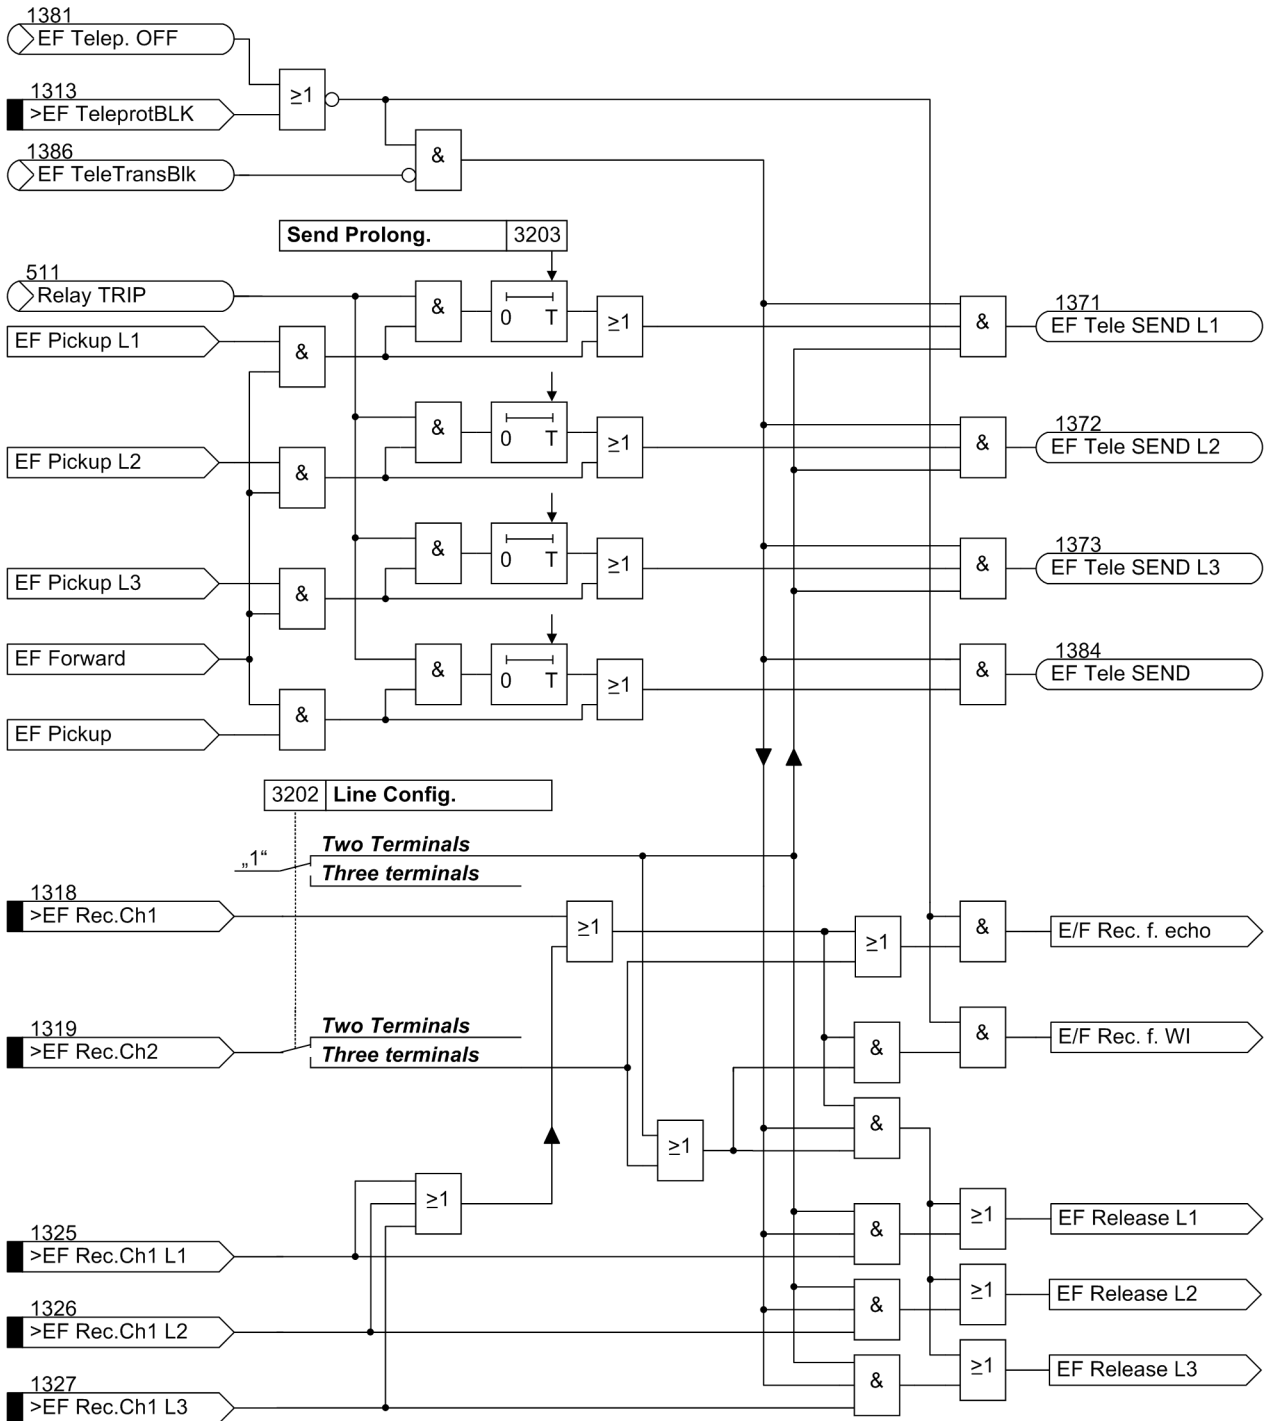 1381
EF Telep. OFF
≥1
1313
>EF TeleprotBLK
&
1386
EF TeleTransBlk
Send Prolong. 3203
511
Relay TRIP
& 0 T ≥1 & 1371
EF Tele SEND L1
EF Pickup L1
&
& 0 T ≥1 & 1372
EF Tele SEND L2
EF Pickup L2
&
& 0 T ≥1 & 1373
EF Tele SEND L3
EF Pickup L3
&
EF Forward
& 0 T ≥1 & 1384
EF Tele SEND
EF Pickup
&
3202 Line Config.
„1“
Two Terminals
Three terminals
1318
>EF Rec.Ch1
≥1
≥1
&
E/F Rec. f. echo
1319
>EF Rec.Ch2
Two Terminals
Three terminals
&
&
E/F Rec. f. WI
≥1
&
≥1
1325
>EF Rec.Ch1 L1
&
≥1
EF Release L1
1326
>EF Rec.Ch1 L2
&
≥1
EF Release L2
1327
>EF Rec.Ch1 L3
&
≥1
EF Release L3